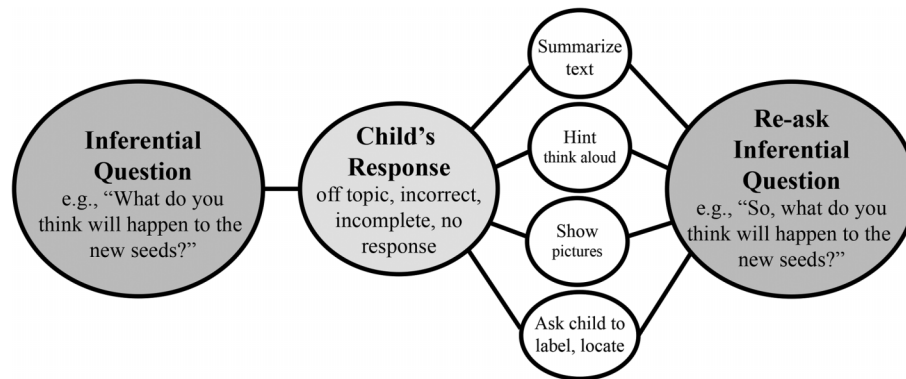 Inferential
Question
e.g., “What do you
think will happen to the
new seeds?”
Child’s
Response
off topic, incorrect,
incomplete, no
response
Summarize
text
Hint
think aloud
Show
pictures
Ask child to
label, locate
Re-ask
Inferential
Question
e.g., “So, what do you
think will happen to the
new seeds?”